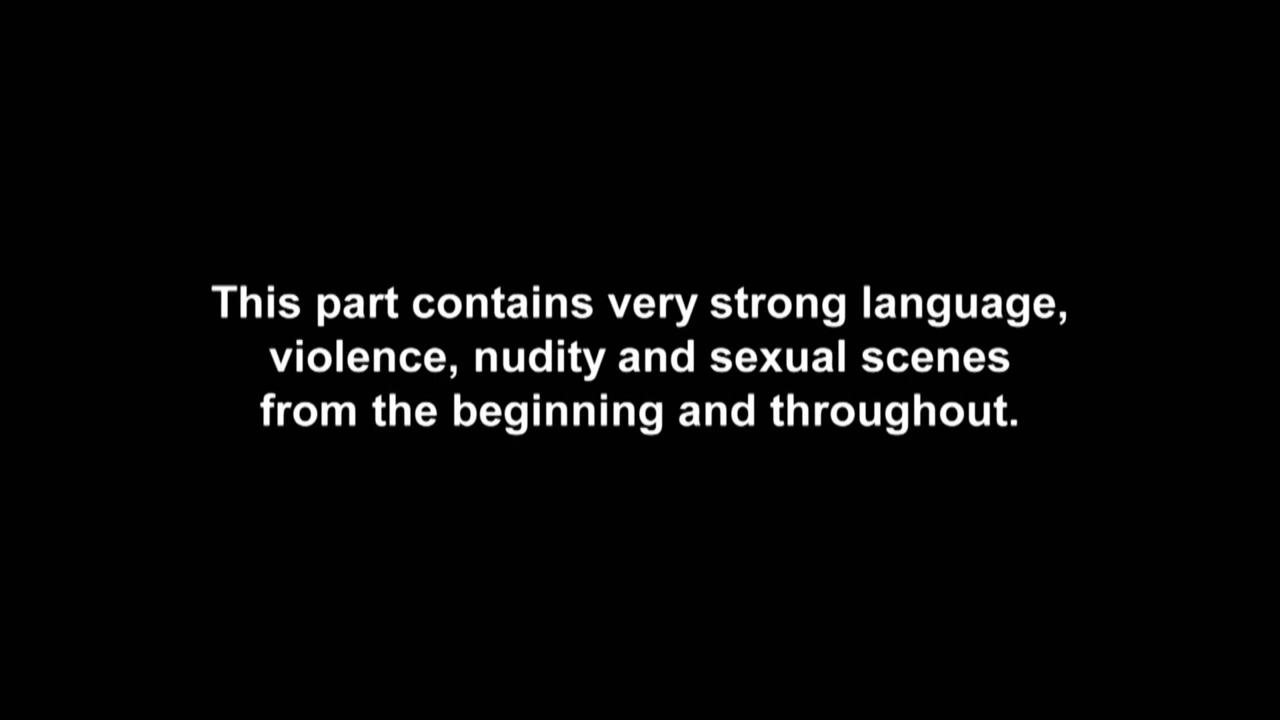 This part contains very strong language,
violence, nudity and sexual scenes
from the beginning and throughout.